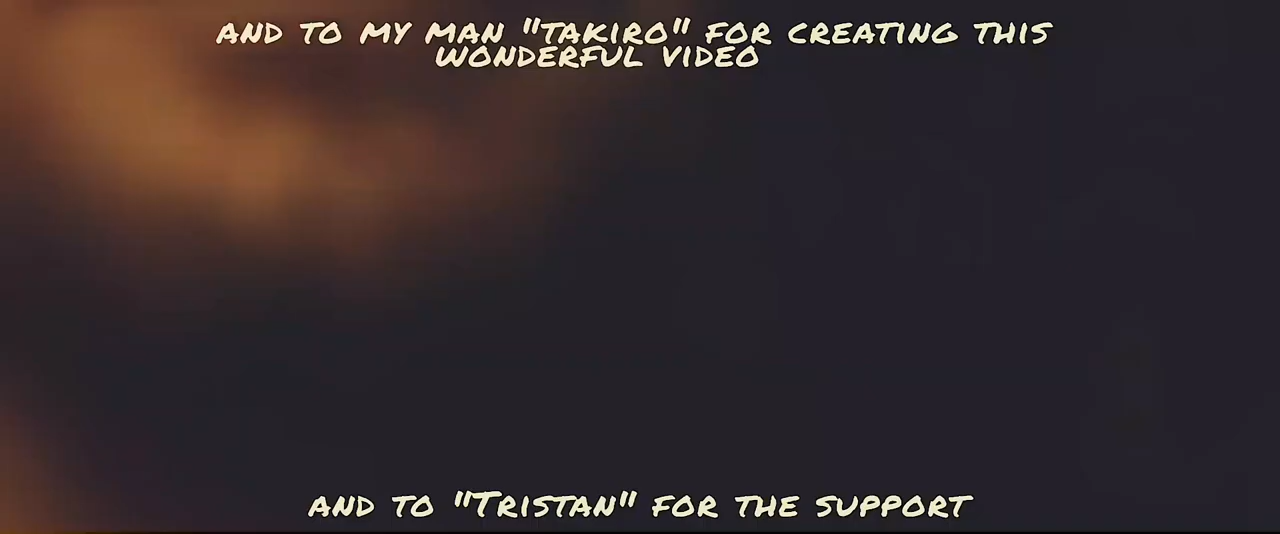 AND TO MY MAN "TAKIRO" FOR CREATING THIS
WONDERFUL VIDEO
AND TO "TRISTAN" FOR THE SUPPORT